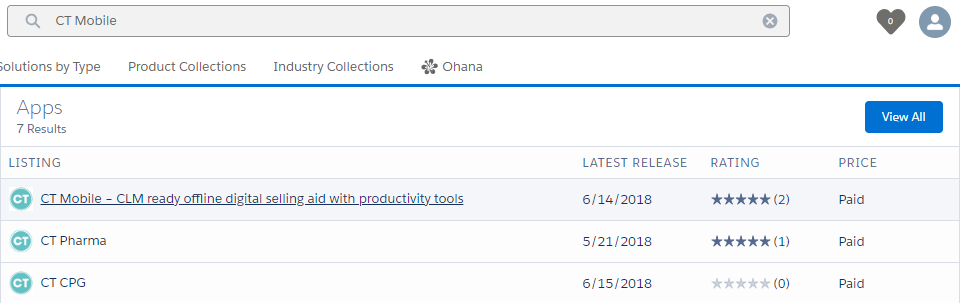 CT Mobile
0
Solutions by Type Product Collections Industry Collections Ohana
Apps
7 Results
View All
LISTING LATEST RELEASE RATING PRICE
CT CT Mobile – CLM ready offline digital selling aid with productivity tools 6/14/2018 ★★★★★ (2) Paid
CT CT Pharma 5/21/2018 ★★★★★ (1) Paid
CT CT CPG 6/15/2018 ★★★★★ (0) Paid